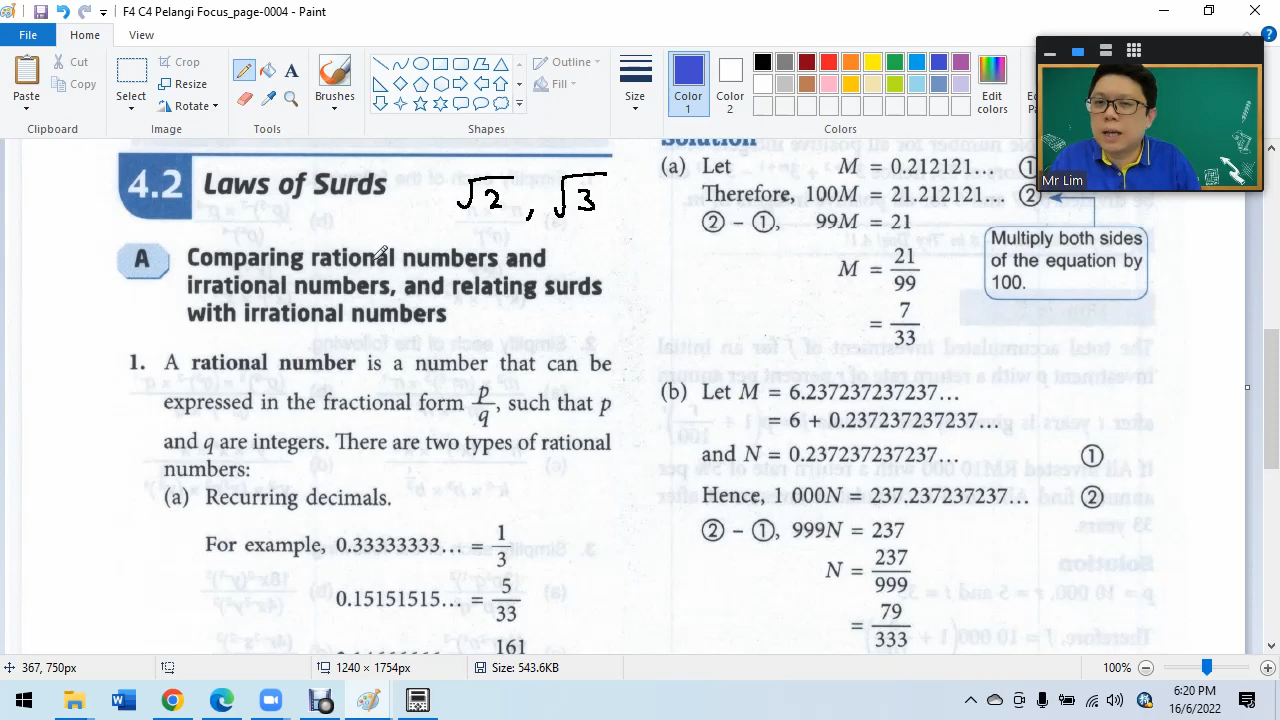 F4 C4 Pelangi Focus_page-0004 - Paint
File
Home
View
Paste
Cut
Copy
Clipboard
Select
Crop
Resize
Rotate
Image
A
Tools
Brushes
Outline
Fill
Shapes
Size
Color 1
Color 2
Edit colors
Colors
Mr Lim
4.2 Laws of Surds
√2 , √3
A Comparing rational numbers and
irrational numbers, and relating surds
with irrational numbers
1. A rational number is a number that can be
expressed in the fractional form p/q, such that p
and q are integers. There are two types of rational
numbers:
(a) Recurring decimals.
For example, 0.33333333… = 1/3
0.15151515… = 5/33
161
Solution
(a) Let M = 0.212121… ①
Therefore, 100M = 21.212121… ②
② – ①, 99M = 21
M = 21/99
= 7/33
Multiply both sides
of the equation by
100.
(b) Let M = 6.237237237237…
= 6 + 0.237237237237…
and N = 0.237237237237… ①
Hence, 1 000N = 237.237237237… ②
② – ①, 999N = 237
N = 237/999
= 79/333
367, 750px
1240 × 1754px
Size: 543.6KB
100%
6:20 PM
16/6/2022